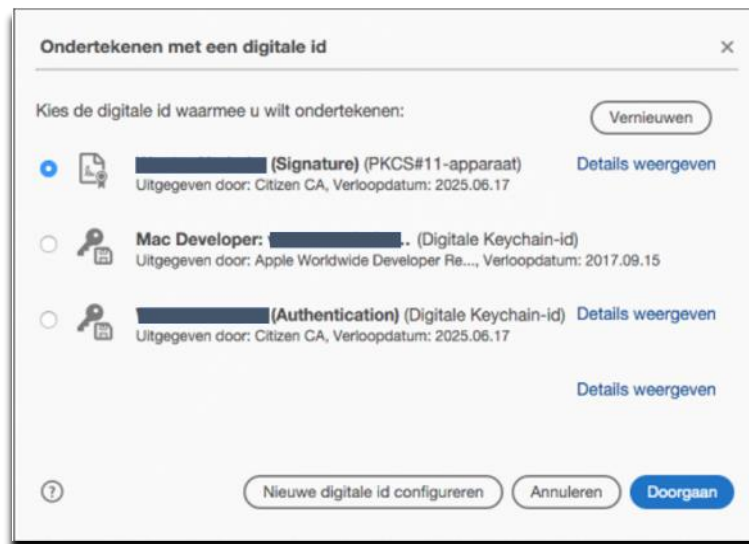 Ondertekenen met een digitale id
Kies de digitale id waarmee u wilt ondertekenen:
Vernieuwen
(Signature) (PKCS#11-apparaat) Details weergeven
Uitgegeven door: Citizen CA, Verloopdatum: 2025.06.17
Mac Developer: .. (Digitale Keychain-id)
Uitgegeven door: Apple Worldwide Developer Re..., Verloopdatum: 2017.09.15
(Authentication) (Digitale Keychain-id) Details weergeven
Uitgegeven door: Citizen CA, Verloopdatum: 2025.06.17
Details weergeven
Nieuwe digitale id configureren Annuleren Doorgaan